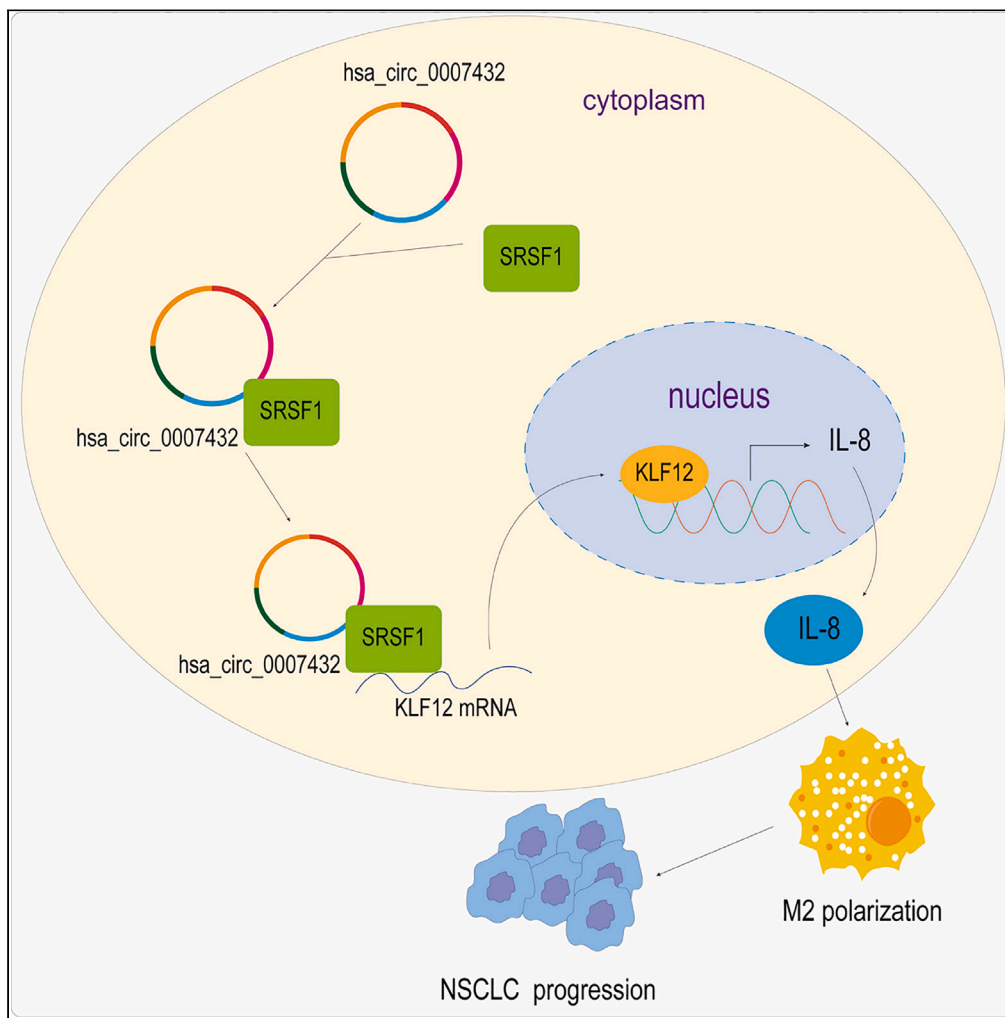 hsa_circ_0007432
cytoplasm
SRSF1
SRSF1
hsa_circ_0007432
nucleus
KLF12
IL-8
SRSF1
hsa_circ_0007432
KLF12 mRNA
IL-8
M2 polarization
NSCLC progression